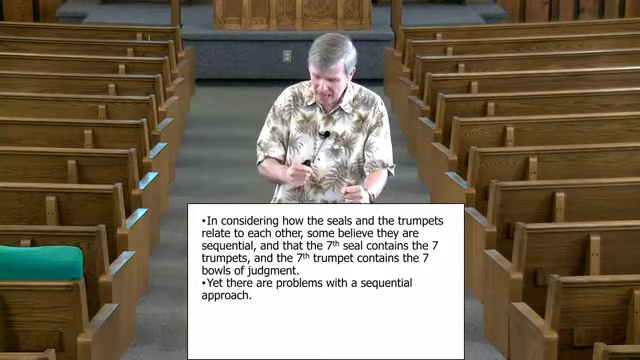 •In considering how the seals and the trumpets
relate to each other, some believe they are
sequential, and that the 7th seal contains the 7
trumpets, and the 7th trumpet contains the 7
bowls of judgment.
•Yet there are problems with a sequential
approach.